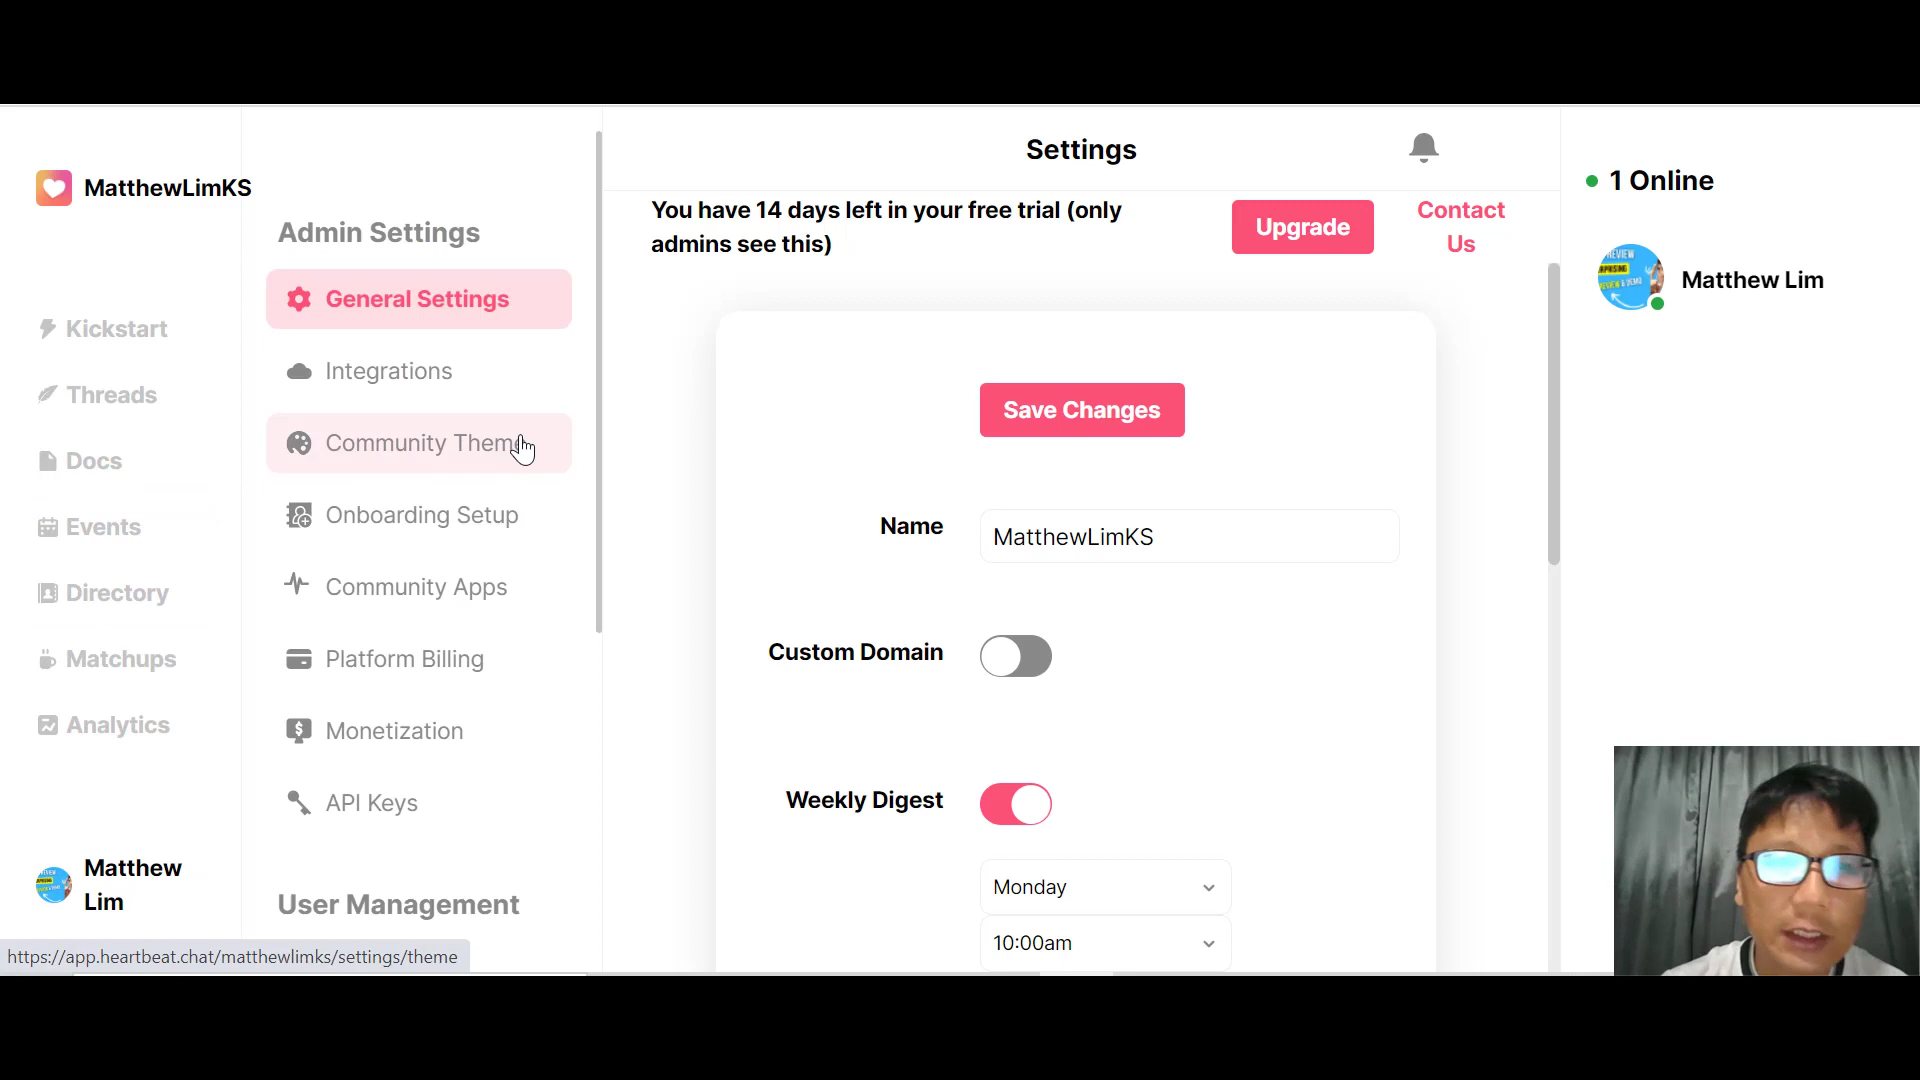 MatthewLimKS
Kickstart
Threads
Docs
Events
Directory
Matchups
Analytics
Matthew
Lim
Admin Settings
General Settings
Integrations
Community Theme
Onboarding Setup
Community Apps
Platform Billing
Monetization
API Keys
User Management
https://app.heartbeat.chat/matthewlimks/settings/theme
Settings
You have 14 days left in your free trial (only
admins see this)
Upgrade
Contact
Us
Save Changes
Name
MatthewLimKS
Custom Domain
Weekly Digest
Monday
10:00am
1 Online
REVIEW
Matthew Lim